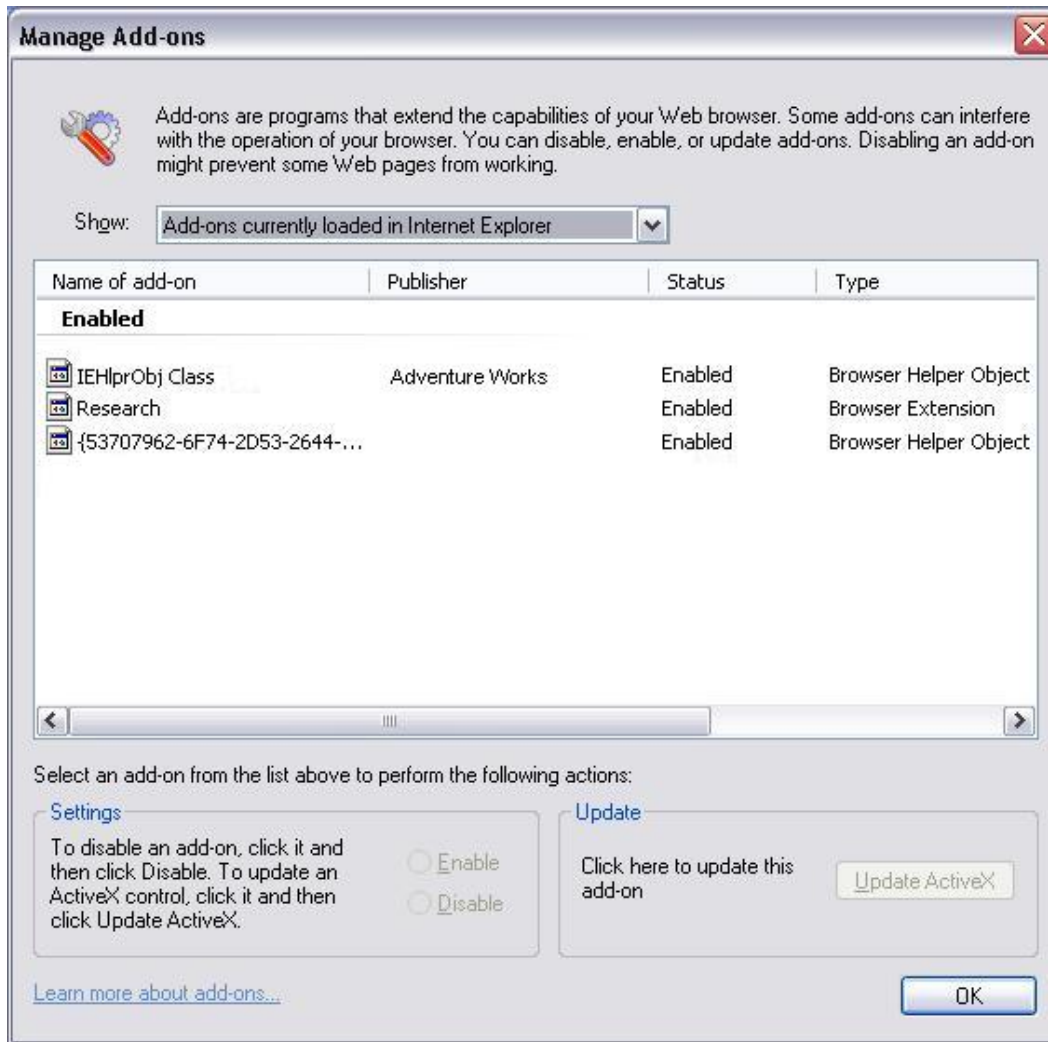 Manage Add-ons
Add-ons are programs that extend the capabilities of your Web browser. Some add-ons can interfere
with the operation of your browser. You can disable, enable, or update add-ons. Disabling an add-on
might prevent some Web pages from working.
Show: Add-ons currently loaded in Internet Explorer
Name of add-on Publisher Status Type
Enabled
IEHlprObj Class Adventure Works Enabled Browser Helper Object
Research Enabled Browser Extension
{53707962-6F74-2D53-2644-... Enabled Browser Helper Object
Select an add-on from the list above to perform the following actions:
Settings
To disable an add-on, click it and
then click Disable. To update an
ActiveX control, click it and then
click Update ActiveX.
Enable
Disable
Update
Click here to update this
add-on
Update ActiveX
Learn more about add-ons...
OK